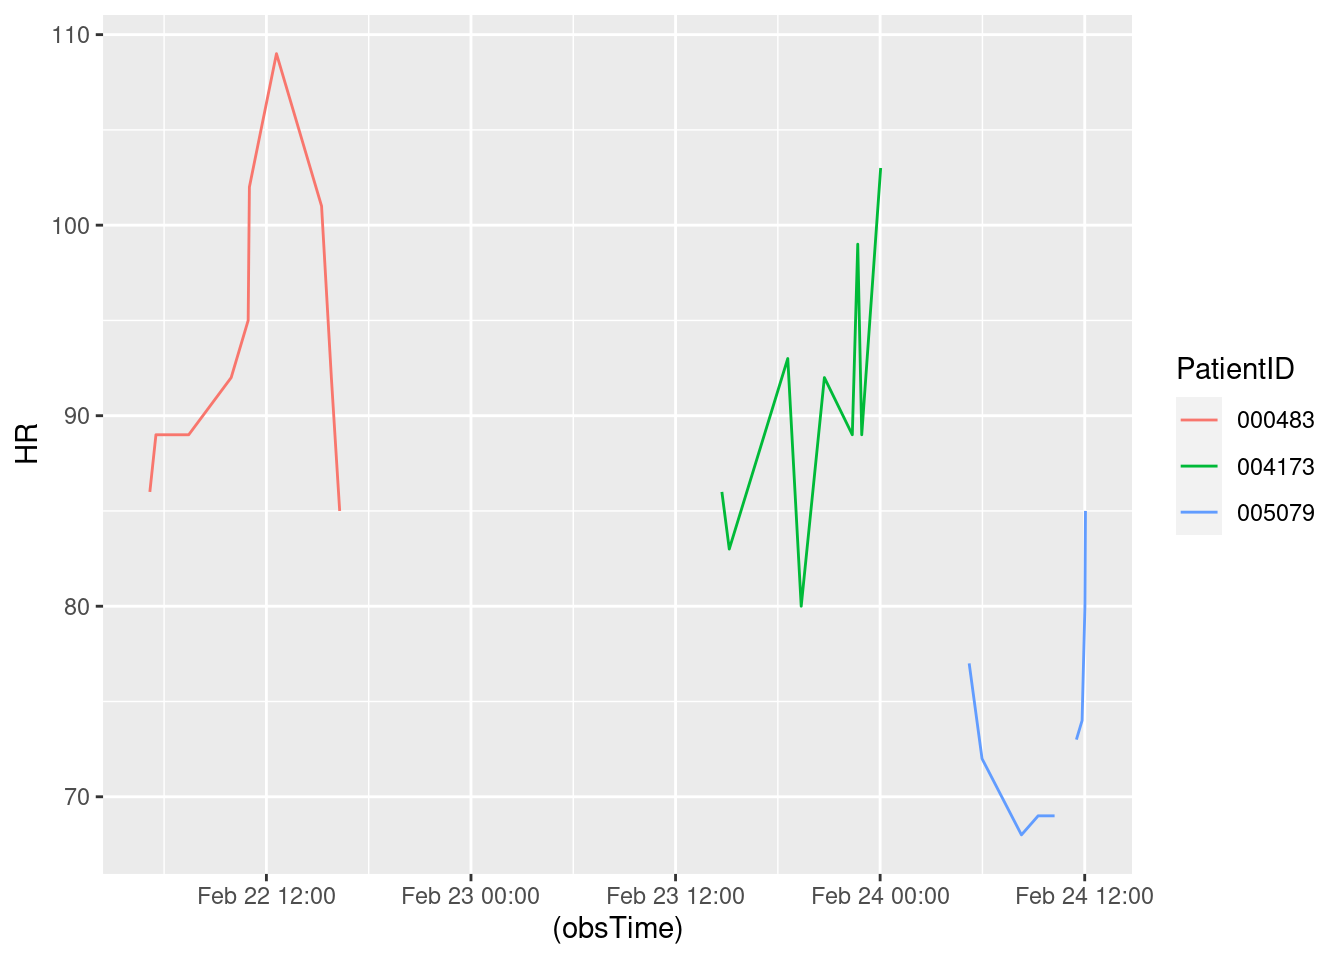 110
100
90
80
70
HR
Feb 22 12:00
Feb 23 00:00
Feb 23 12:00
Feb 24 00:00
Feb 24 12:00
(obsTime)
PatientID
000483
004173
005079